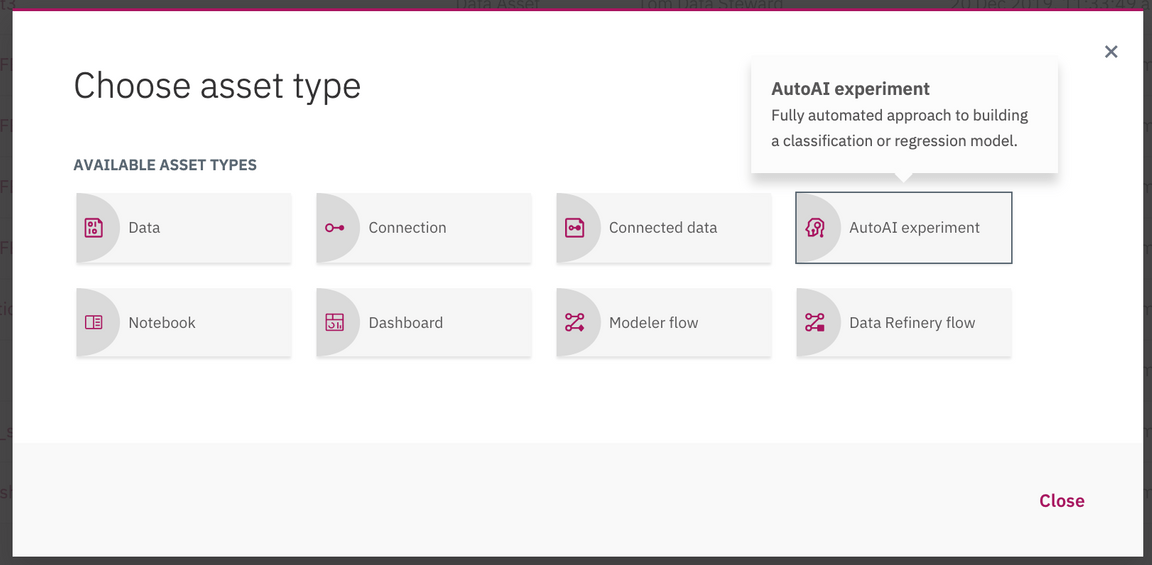 Data Asset Tom Data Steward 20 Dec 2019, 11:33:49 a
Choose asset type
AutoAI experiment
Fully automated approach to building
a classification or regression model.
AVAILABLE ASSET TYPES
Data
Connection
Connected data
AutoAI experiment
Notebook
Dashboard
Modeler flow
Data Refinery flow
Close